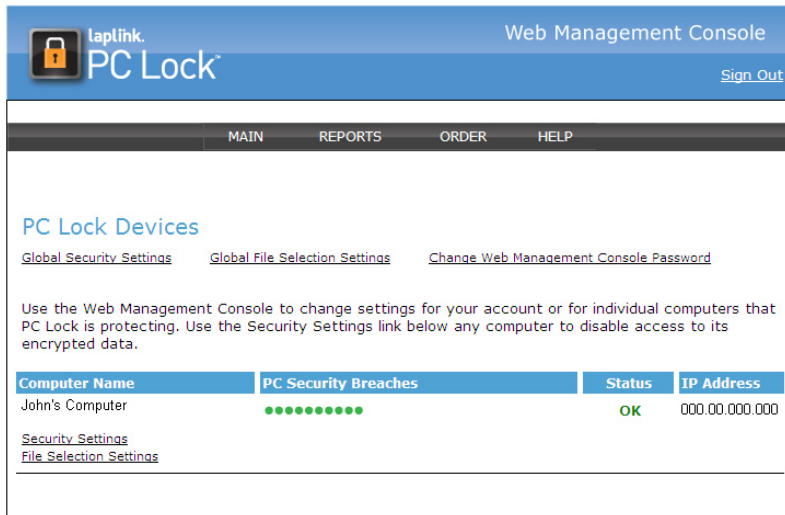 laplink.
PC Lock™
Web Management Console
Sign Out
MAIN REPORTS ORDER HELP
PC Lock Devices
Global Security Settings Global File Selection Settings Change Web Management Console Password
Use the Web Management Console to change settings for your account or for individual computers that
PC Lock is protecting. Use the Security Settings link below any computer to disable access to its
encrypted data.
Computer Name PC Security Breaches Status IP Address
John's Computer OK 000.00.000.000
Security Settings
File Selection Settings